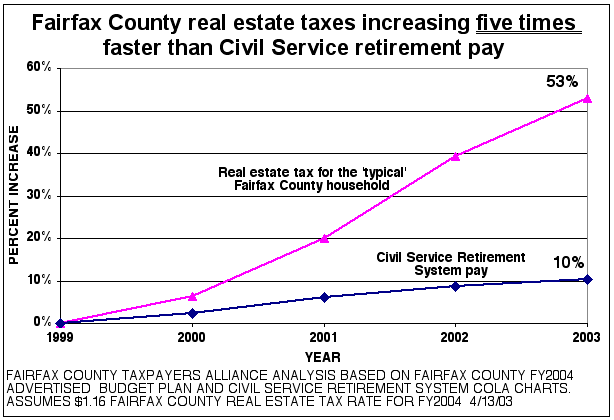 Fairfax County real estate taxes increasing five times
faster than Civil Service retirement pay
60%
53%
50%
40%
Real estate tax for the 'typical'
Fairfax County household
30%
PERCENT INCREASE
20%
Civil Service Retirement
System pay
10%
10%
0%
1999 2000 2001 2002 2003
YEAR
FAIRFAX COUNTY TAXPAYERS ALLIANCE ANALYSIS BASED ON FAIRFAX COUNTY FY2004
ADVERTISED BUDGET PLAN AND CIVIL SERVICE RETIREMENT SYSTEM COLA CHARTS.
ASSUMES $1.16 FAIRFAX COUNTY REAL ESTATE TAX RATE FOR FY2004 4/13/03